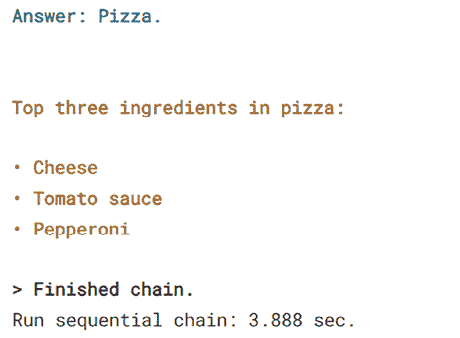 Answer: Pizza.
Top three ingredients in pizza:
• Cheese
• Tomato sauce
• Pepperoni
> Finished chain.
Run sequential chain: 3.888 sec.